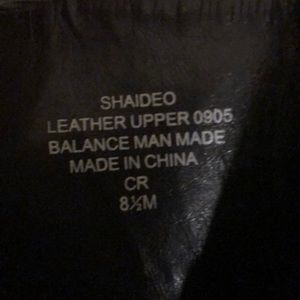 SHAIDEO
LEATHER UPPER 0905
BALANCE MAN MADE
MADE IN CHINA
CR
8½M